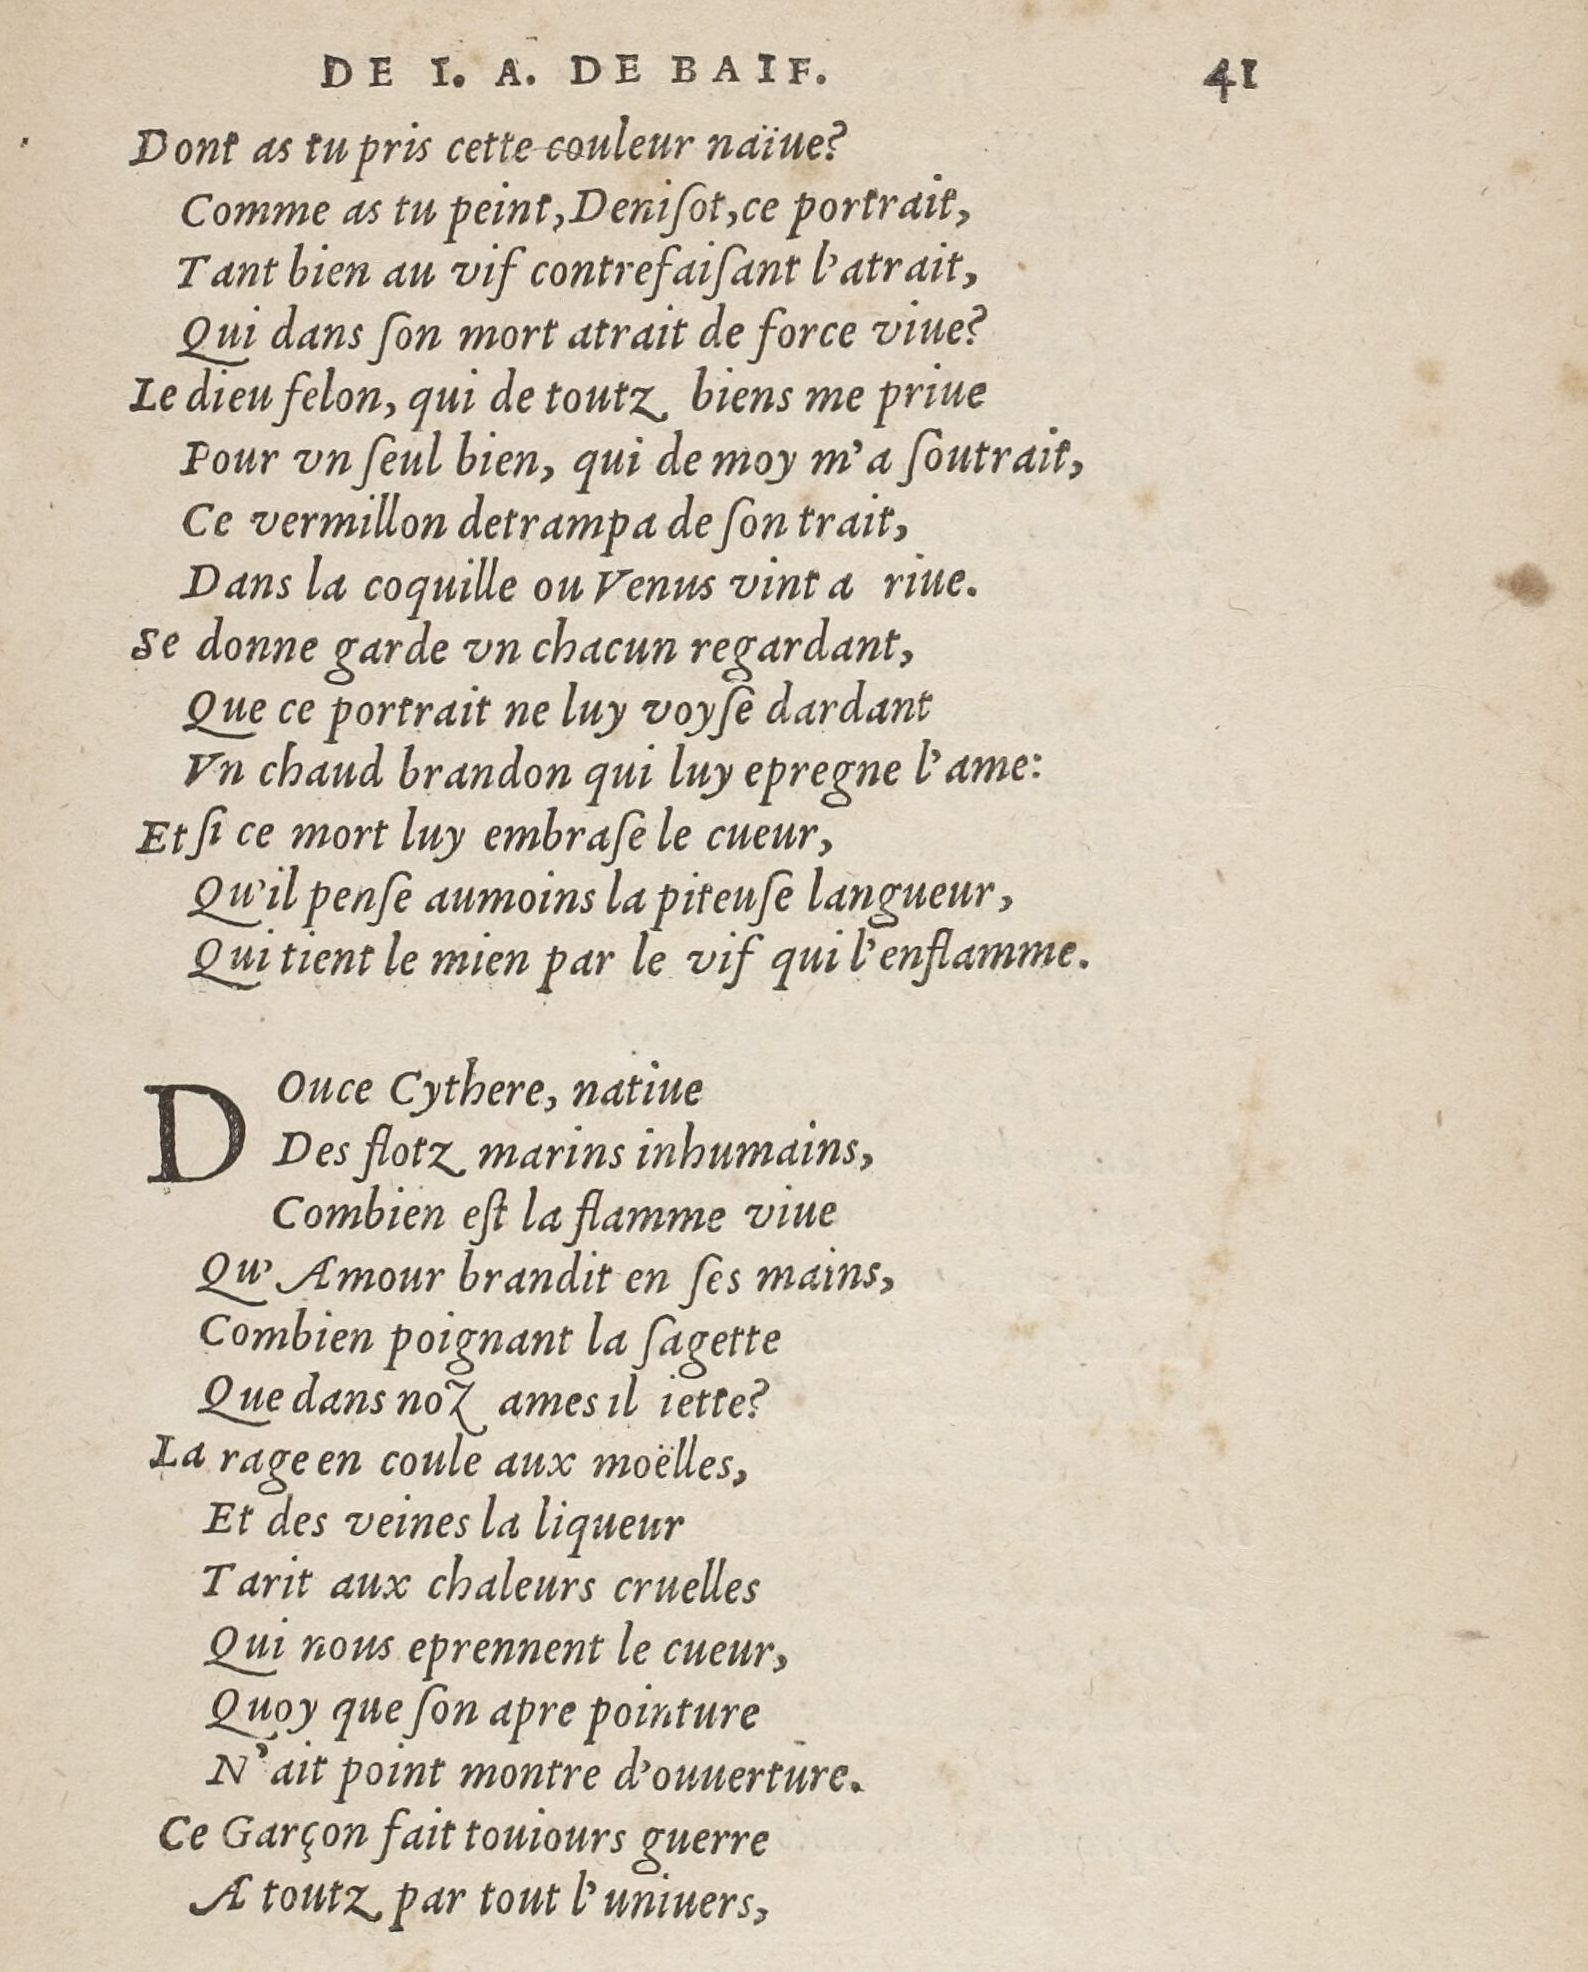 DE I. A. DE BAIF. 41
Dont as tu pris cette couleur naïue?
Comme as tu peint, Deniſot, ce portrait,
Tant bien au vif contrefaiſant l'atrait,
Qui dans ſon mort atrait de force viue?
Le dieu felon, qui de toutz biens me priue
Pour vn ſeul bien, qui de moy m'a ſoutrait,
Ce vermillon detrampa de ſon trait,
Dans la coquille ou Venus vint a riue.
Se donne garde vn chacun regardant,
Que ce portrait ne luy voyſe dardant
Vn chaud brandon qui luy epregne l'ame:
Et ſi ce mort luy embraſe le cueur,
Qu'il penſe aumoins la piteuſe langueur,
Qui tient le mien par le vif qui l'enflamme.
DOuce Cythere, natiue
Des flotz marins inhumains,
Combien eſt la flamme viue
Qu'Amour brandit en ſes mains,
Combien poignant la ſagette
Que dans noz ames il iette?
La rage en coule aux moëlles,
Et des veines la liqueur
Tarit aux chaleurs cruelles
Qui nous eprennent le cueur,
Quoy que ſon apre pointure
N'ait point montre d'ouuerture.
Ce Garçon fait touiours guerre
A toutz par tout l'uniuers,